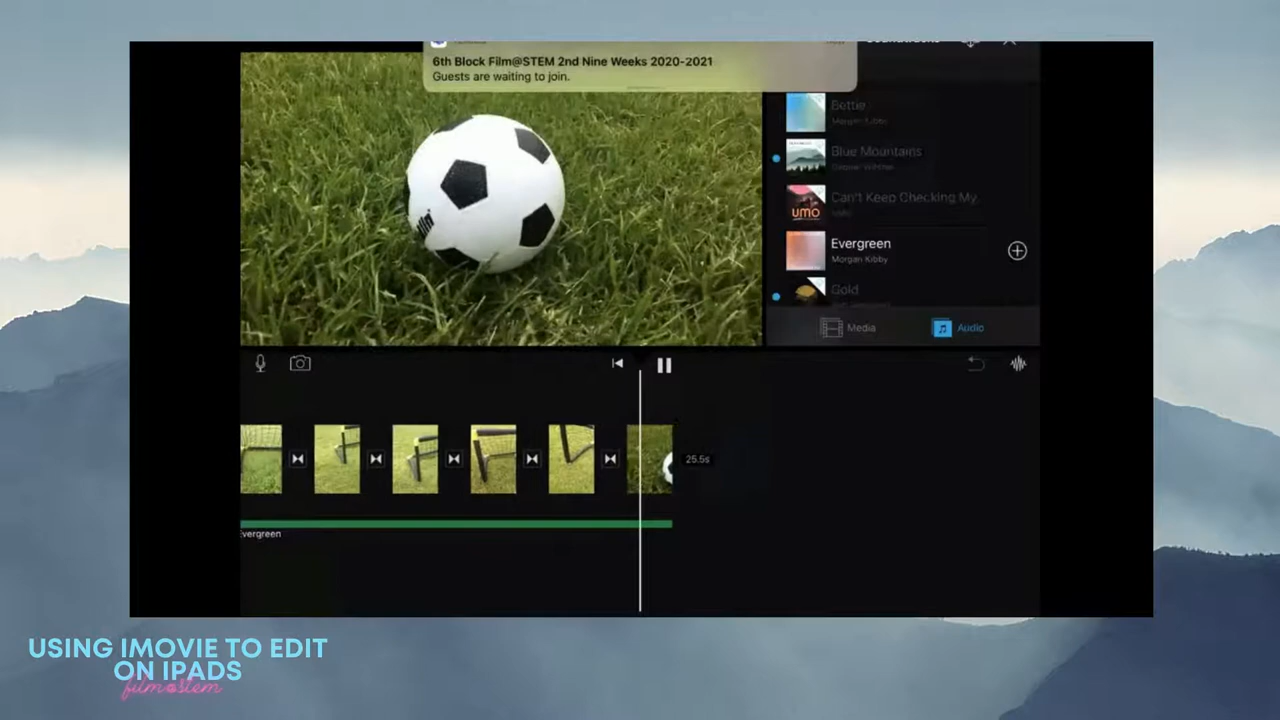 6th Block Film@STEM 2nd Nine Weeks 2020-2021
Guests are waiting to join.
Bettie
Morgan Kibby
Blue Mountains
Can't Keep Checking My
UMO
Evergreen
Morgan Kibby
Gold
Media
Audio
25.5s
vergreen
USING IMOVIE TO EDIT
ON IPADS
film@stem